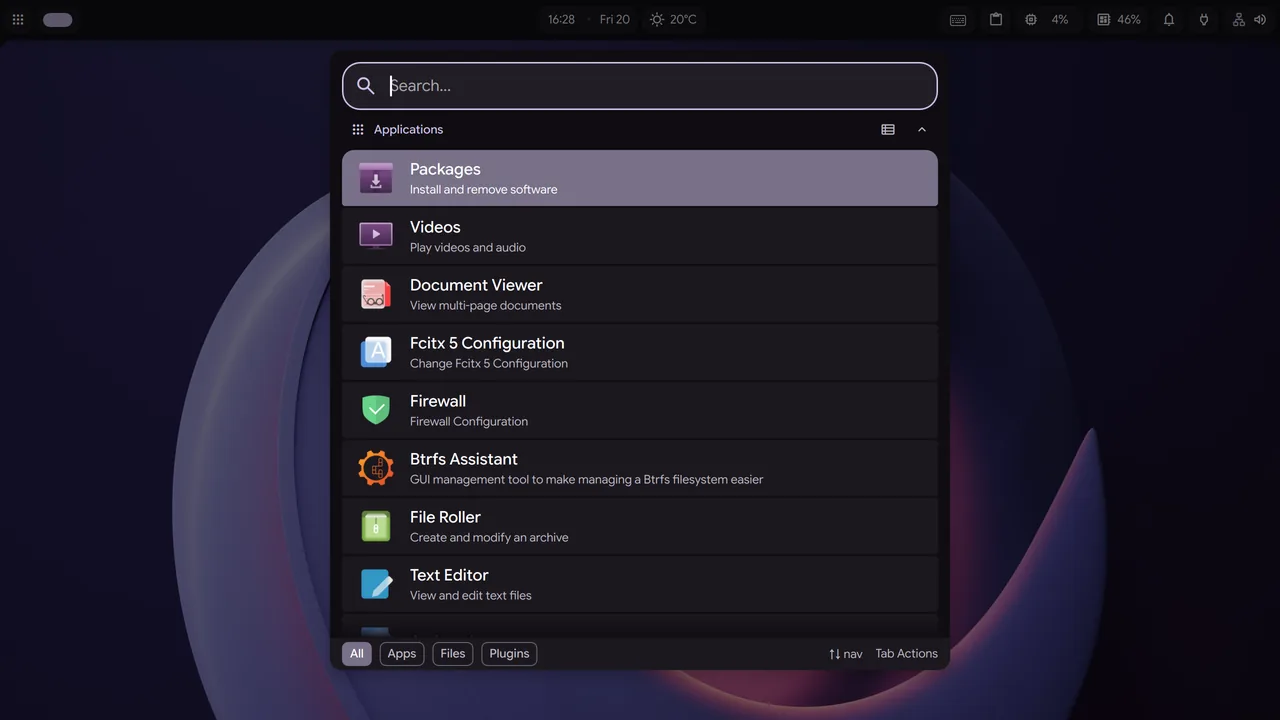 16:28 · Fri 20
20°C
4%
46%
Search...
Applications
Packages
Install and remove software
Videos
Play videos and audio
Document Viewer
View multi-page documents
Fcitx 5 Configuration
Change Fcitx 5 Configuration
Firewall
Firewall Configuration
Btrfs Assistant
GUI management tool to make managing a Btrfs filesystem easier
File Roller
Create and modify an archive
Text Editor
View and edit text files
All
Apps
Files
Plugins
↑↓ nav
Tab Actions